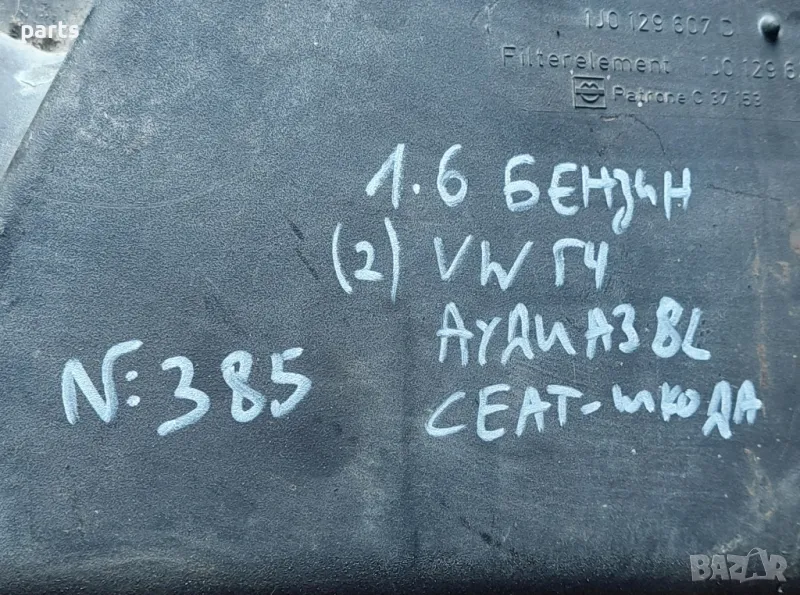 parts
1J0 129 607 D
Filterelement 1J0 129 6
Patrone C 37 153
1.6 БЕНЗИН
(2) VW Г4
АУДИ А3 8L
СЕАТ-ШКОДА
N:385
BAZAR